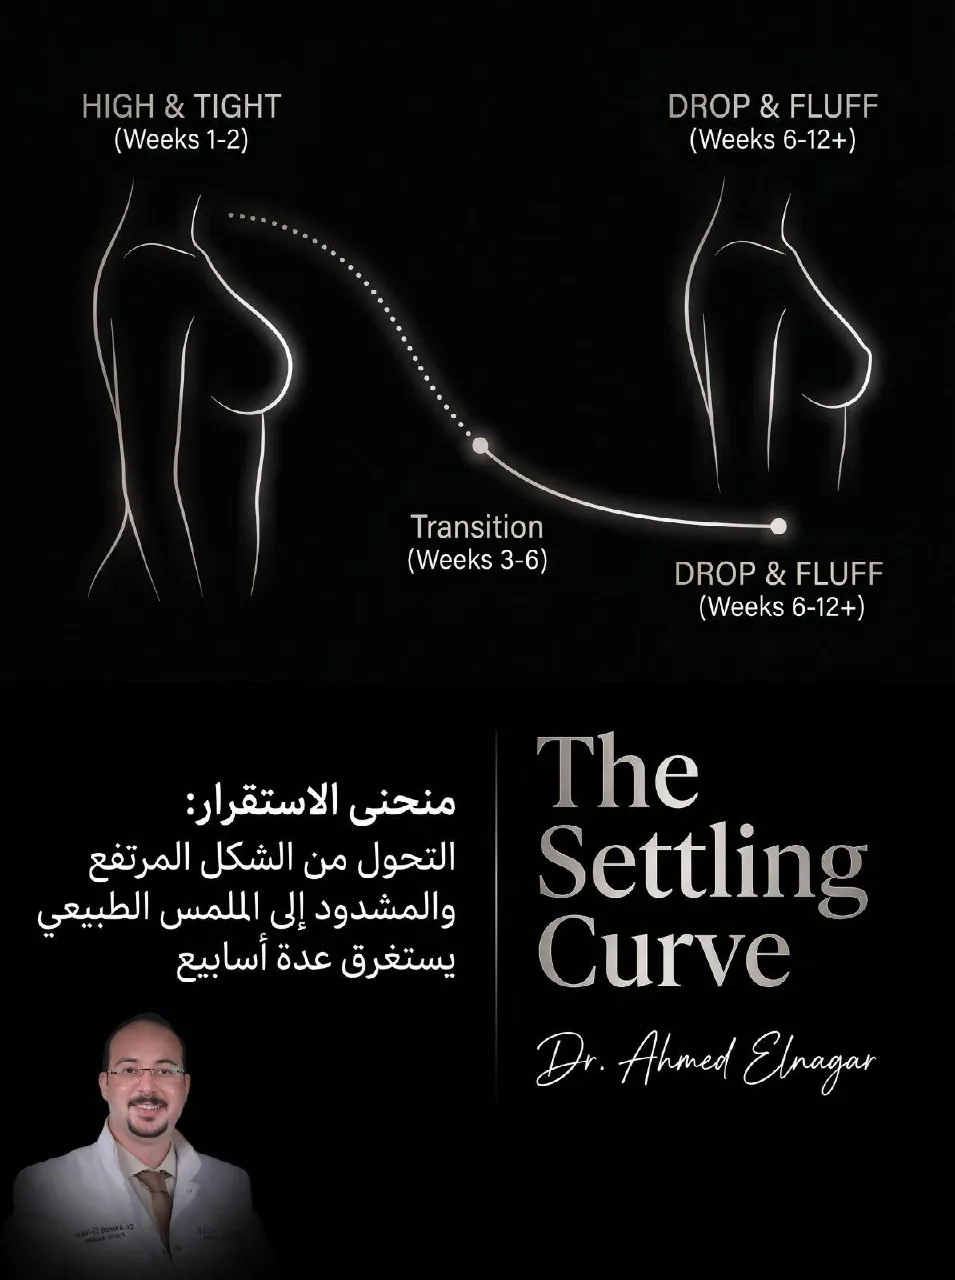 HIGH & TIGHT
(Weeks 1-2)
DROP & FLUFF
(Weeks 6-12+)
Transition
(Weeks 3-6)
DROP & FLUFF
(Weeks 6-12+)
منحنى الاستقرار:
التحول من الشكل المرتفع
والمشدود إلى الملمس الطبيعي
يستغرق عدة أسابيع
The
Settling
Curve
Dr. Ahmed Elnagar